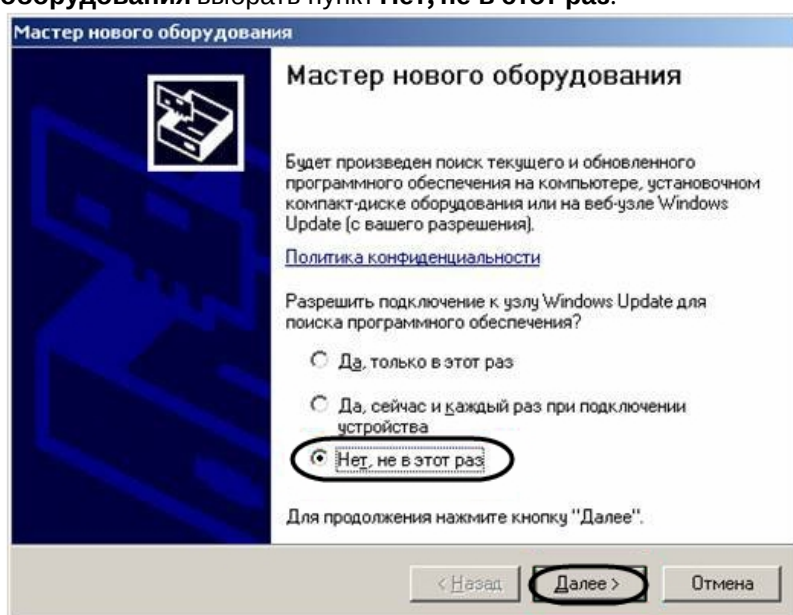 оборудования выбрать пункт Нет, не в этот раз.
Мастер нового оборудования
Мастер нового оборудования
Будет произведен поиск текущего и обновленного
программного обеспечения на компьютере, установочном
компакт-диске оборудования или на веб-узле Windows
Update (с вашего разрешения).
Политика конфиденциальности
Разрешить подключение к узлу Windows Update для
поиска программного обеспечения?
Да, только в этот раз
Да, сейчас и каждый раз при подключении
устройства
Нет, не в этот раз
Для продолжения нажмите кнопку "Далее".
< Назад Далее > Отмена